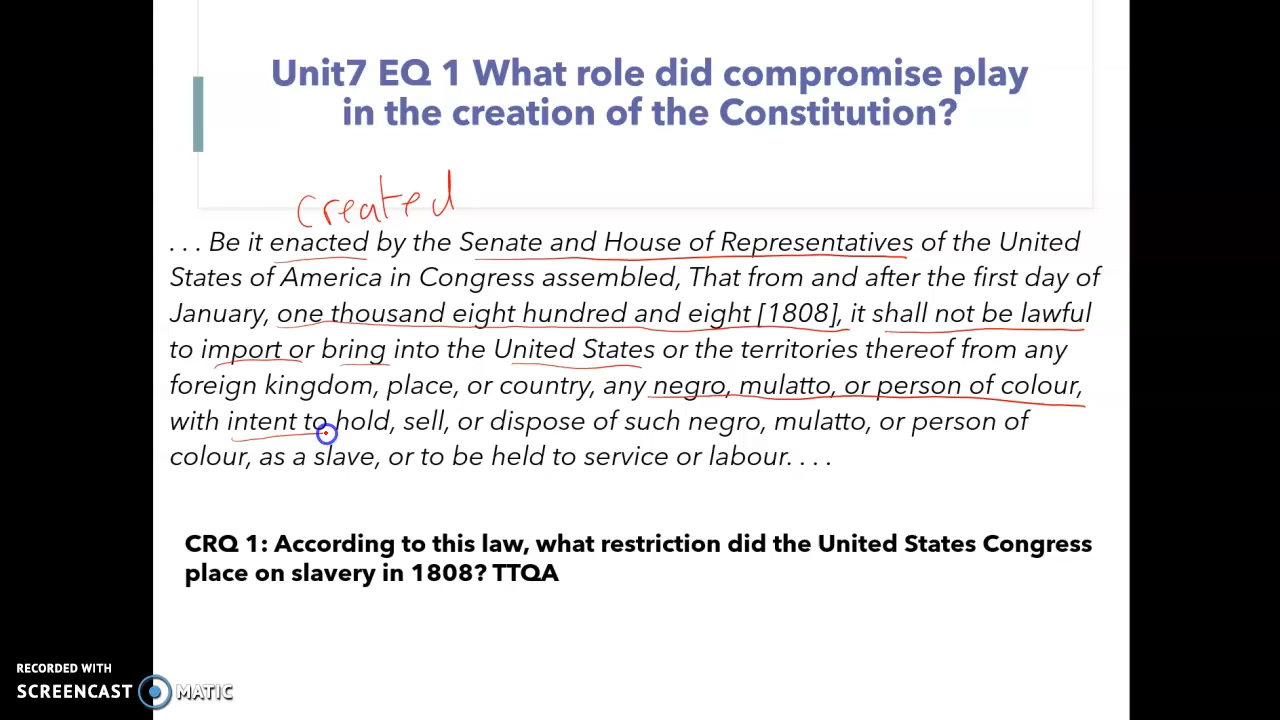 Unit7 EQ 1 What role did compromise play
in the creation of the Constitution?
created
. . . Be it enacted by the Senate and House of Representatives of the United
States of America in Congress assembled, That from and after the first day of
January, one thousand eight hundred and eight [1808], it shall not be lawful
to import or bring into the United States or the territories thereof from any
foreign kingdom, place, or country, any negro, mulatto, or person of colour,
with intent to hold, sell, or dispose of such negro, mulatto, or person of
colour, as a slave, or to be held to service or labour. . . .
CRQ 1: According to this law, what restriction did the United States Congress
place on slavery in 1808? TTQA
RECORDED WITH
SCREENCAST MATIC